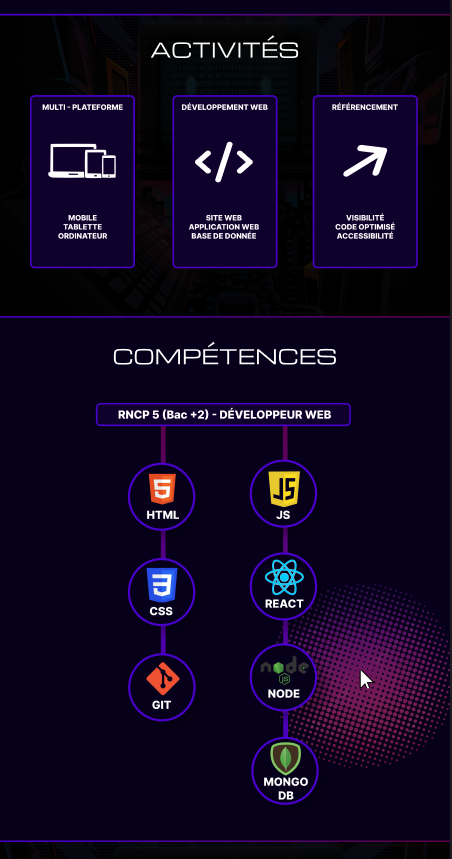 ACTIVITÉS
MULTI - PLATEFORME
MOBILE
TABLETTE
ORDINATEUR
DÉVELOPPEMENT WEB
</>
SITE WEB
APPLICATION WEB
BASE DE DONNÉE
RÉFÉRENCEMENT
VISIBILITÉ
CODE OPTIMISÉ
ACCESSIBILITÉ
COMPÉTENCES
RNCP 5 (Bac +2) - DÉVELOPPEUR WEB
5
HTML
3
CSS
GIT
JS
JS
REACT
node
JS
NODE
MONGO
DB